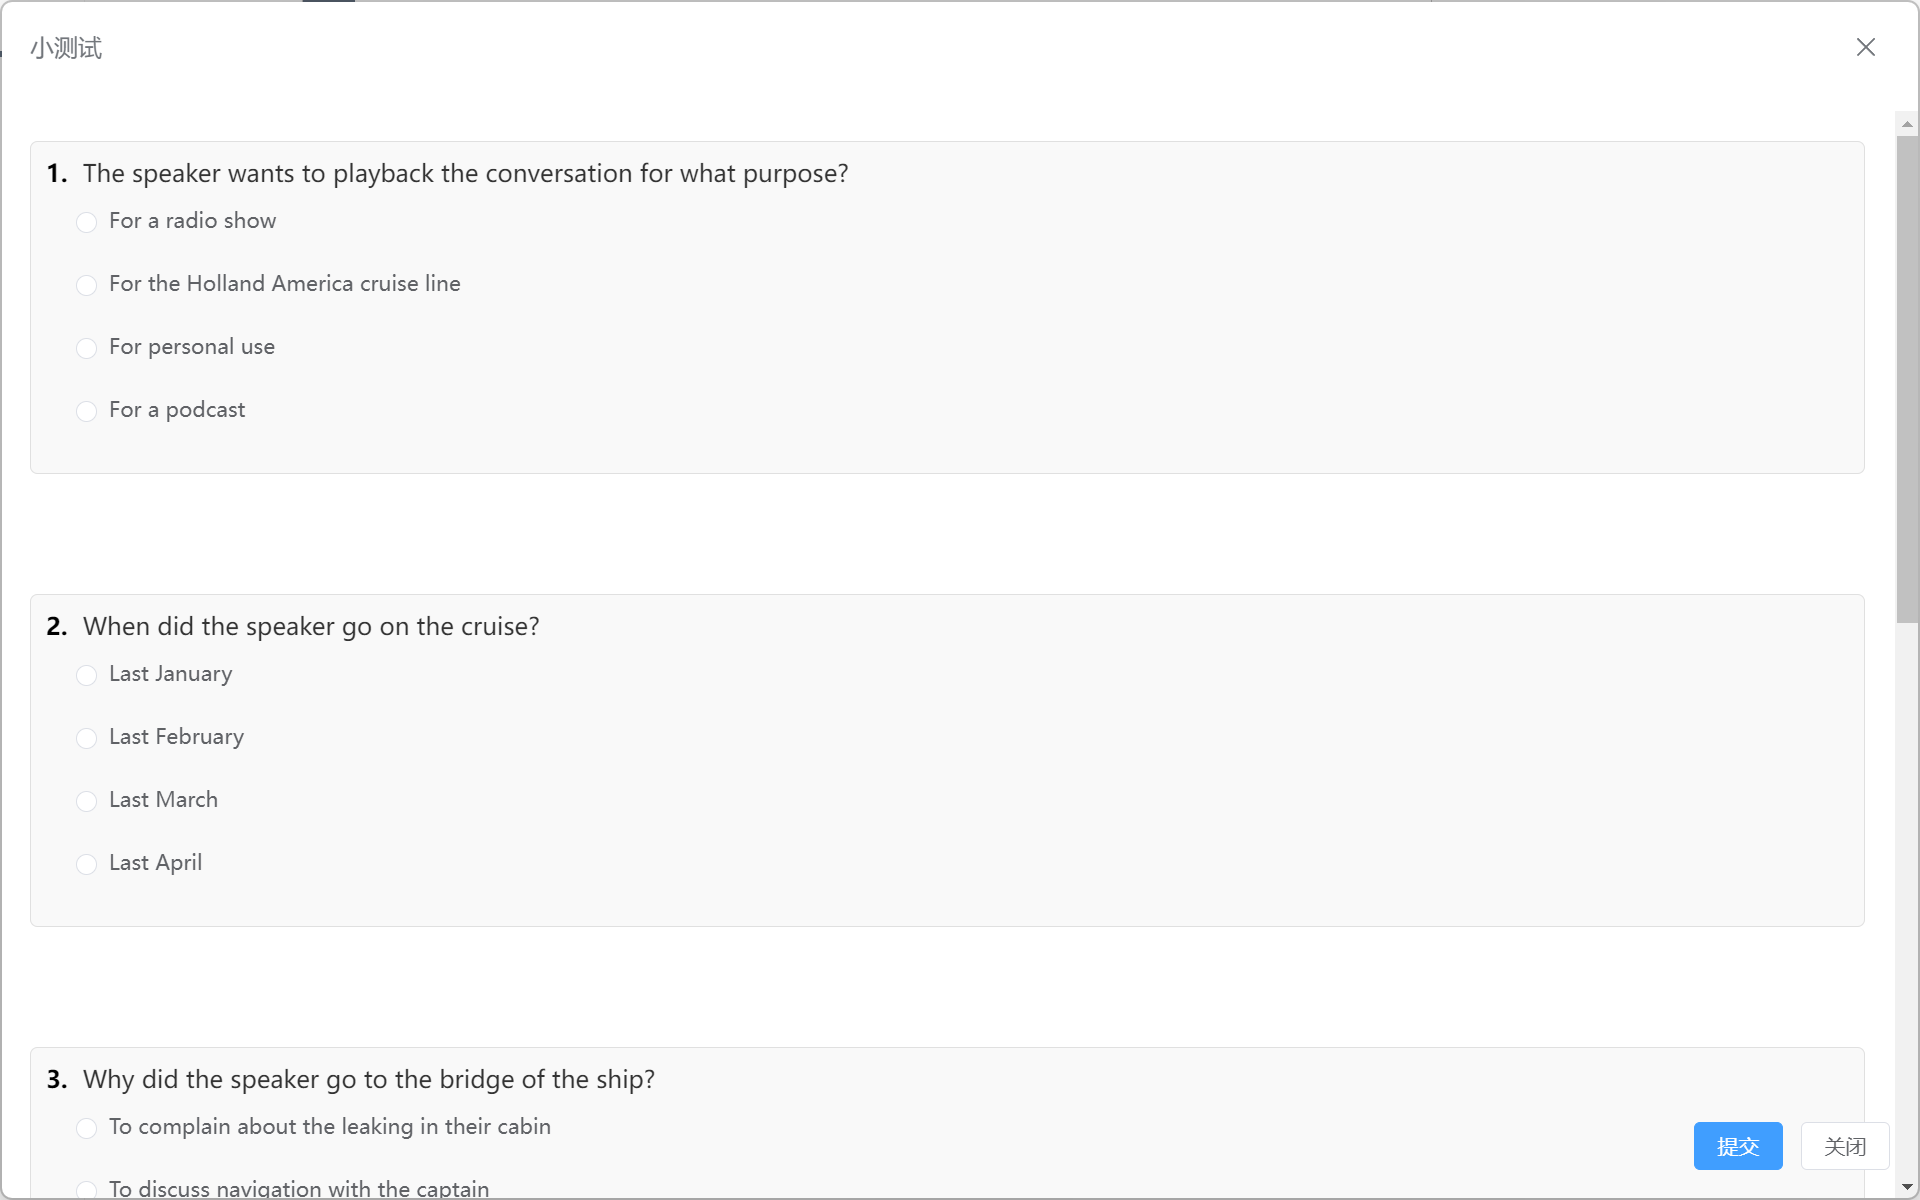 小测试
1. The speaker wants to playback the conversation for what purpose?
For a radio show
For the Holland America cruise line
For personal use
For a podcast
2. When did the speaker go on the cruise?
Last January
Last February
Last March
Last April
3. Why did the speaker go to the bridge of the ship?
To complain about the leaking in their cabin
To discuss navigation with the captain
提交
关闭